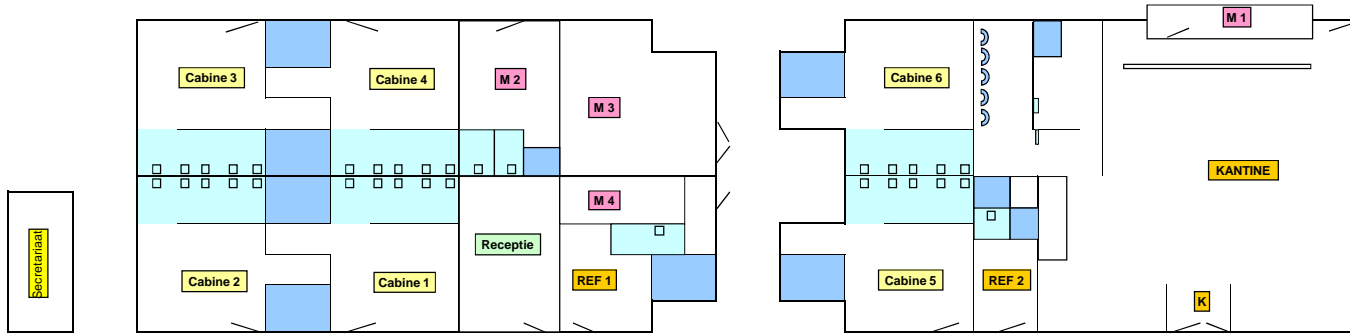 M 1
Cabine 3
Cabine 4
M 2
Cabine 6
M 3
KANTINE
M 4
Secretariaat
Receptie
Cabine 2
Cabine 1
REF 1
Cabine 5
REF 2
K